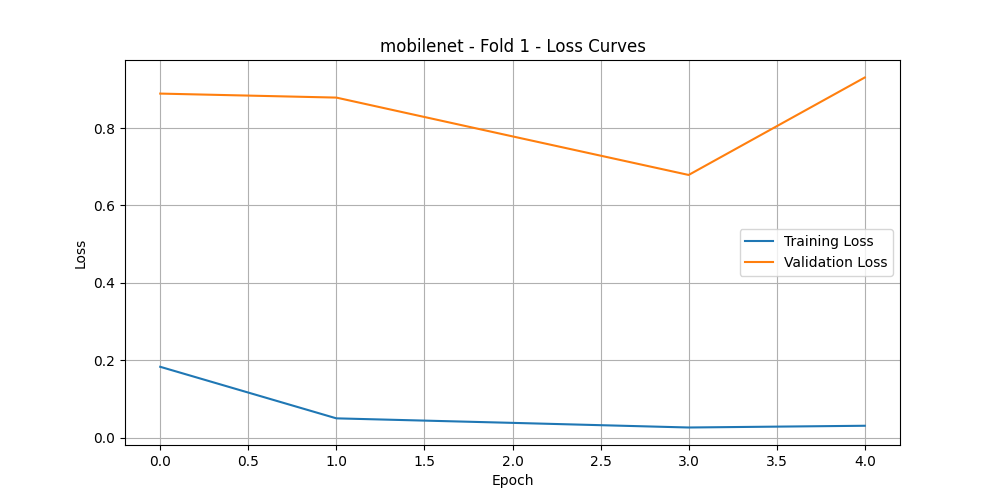 mobilenet - Fold 1 - Loss Curves
Loss
0.8
0.6
0.4
0.2
0.0
Training Loss
Validation Loss
0.0 0.5 1.0 1.5 2.0 2.5 3.0 3.5 4.0
Epoch